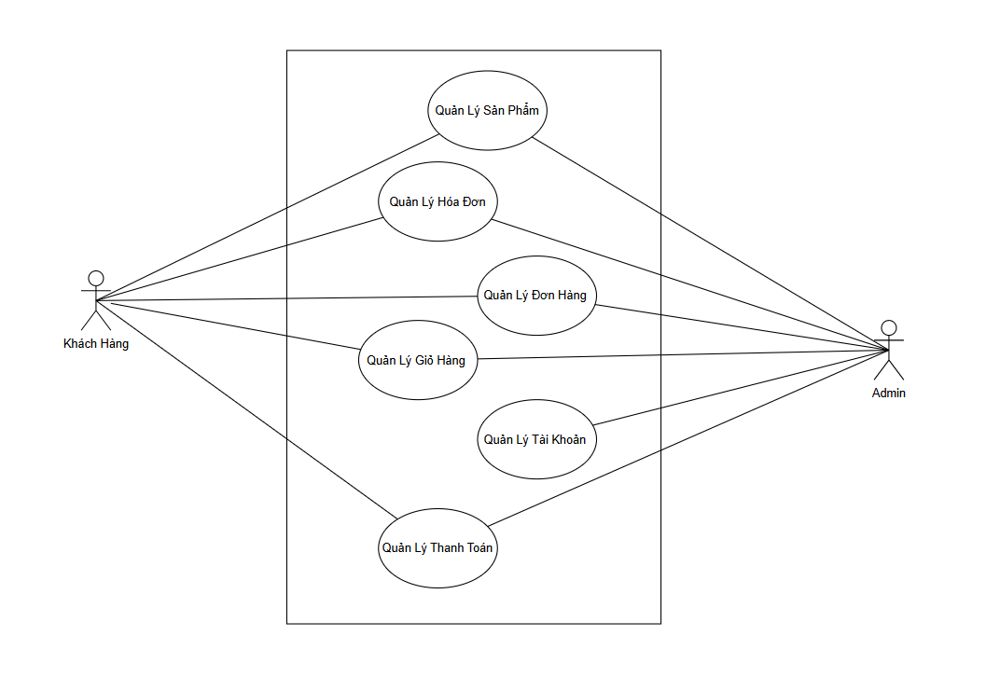 Quản Lý Sản Phẩm
Quản Lý Hóa Đơn
Quản Lý Đơn Hàng
Khách Hàng
Quản Lý Giỏ Hàng
Admin
Quản Lý Tài Khoản
Quản Lý Thanh Toán